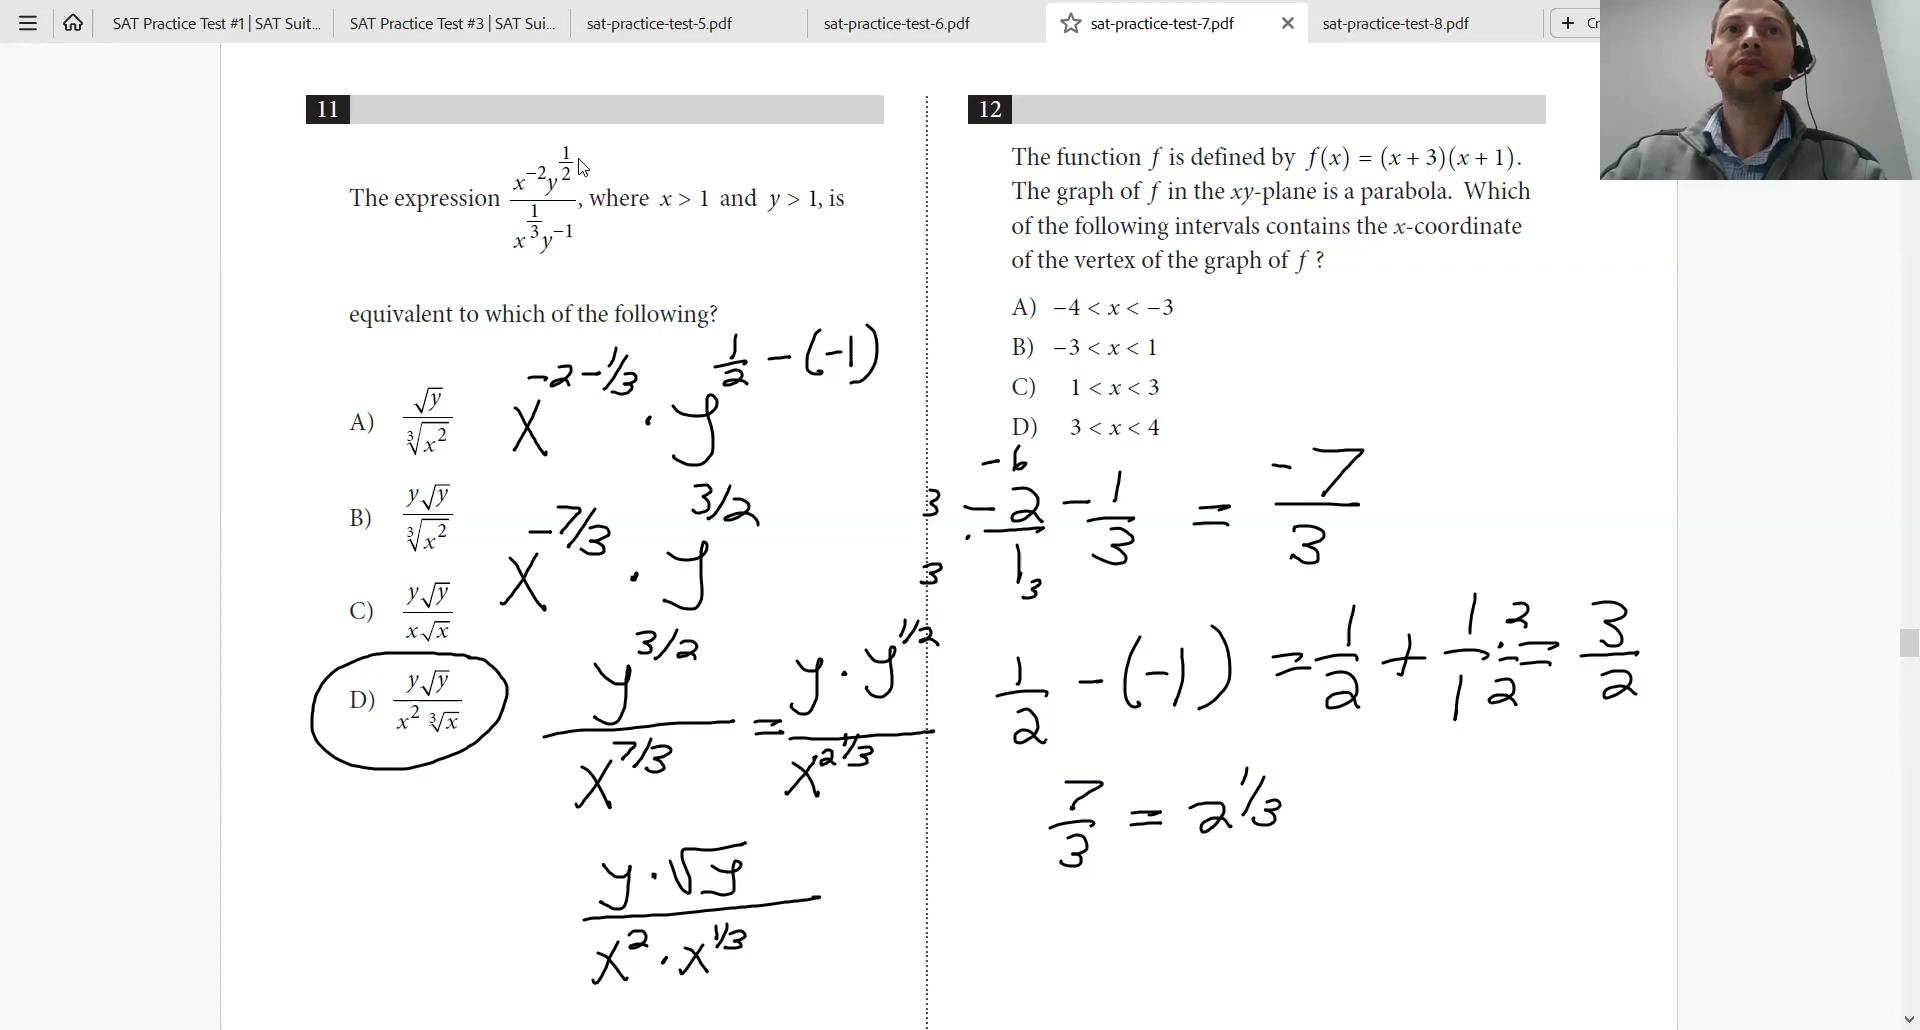 SAT Practice Test #1 | SAT Suit...
SAT Practice Test #3 | SAT Sui...
sat-practice-test-5.pdf
sat-practice-test-6.pdf
sat-practice-test-7.pdf
sat-practice-test-8.pdf
+ Cr
11
The expression x^{-2}y^{1/2} / x^{1/3}y^{-1}, where x > 1 and y > 1, is
equivalent to which of the following?
A) √y / ∛x²
B) y√y / ∛x²
C) y√y / x√x
D) y√y / x² ∛x
x^{-2-1/3} · y^{1/2-(-1)}
x^{-7/3} · y^{3/2}
y^{3/2} / x^{7/3} = y · y^{1/2} / x^{2 1/3}
y · √y / x² · x^{1/3}
12
The function f is defined by f(x) = (x + 3)(x + 1).
The graph of f in the xy-plane is a parabola. Which
of the following intervals contains the x-coordinate
of the vertex of the graph of f ?
A) −4 < x < −3
B) −3 < x < 1
C) 1 < x < 3
D) 3 < x < 4
-6
3 · -2 / 3 · 1 3 - 1/3 = -7/3
1/2 - (-1) = 1/2 + 1/1 · 2/2 = 3/2
7/3 = 2 1/3